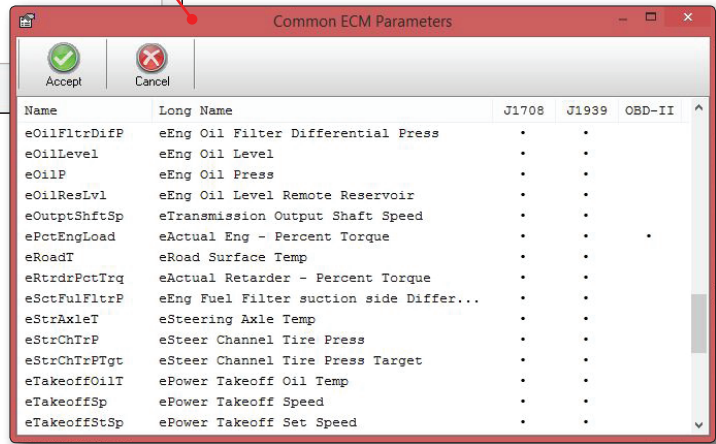 Common ECM Parameters
Accept Cancel
Name Long Name J1708 J1939 OBD-II
eOilFltrDifP eEng Oil Filter Differential Press • •
eOilLevel eEng Oil Level • •
eOilP eEng Oil Press • •
eOilResLvl eEng Oil Level Remote Reservoir • •
eOutptShftSp eTransmission Output Shaft Speed • •
ePctEngLoad eActual Eng - Percent Torque • • •
eRoadT eRoad Surface Temp • •
eRtrdrPctTrq eActual Retarder - Percent Torque • •
eSctFulFltrP eEng Fuel Filter suction side Differ... • •
eStrAxleT eSteering Axle Temp • •
eStrChTrP eSteer Channel Tire Press • •
eStrChTrPTgt eSteer Channel Tire Press Target • •
eTakeoffOilT ePower Takeoff Oil Temp • •
eTakeoffSp ePower Takeoff Speed • •
eTakeoffStSp ePower Takeoff Set Speed • •